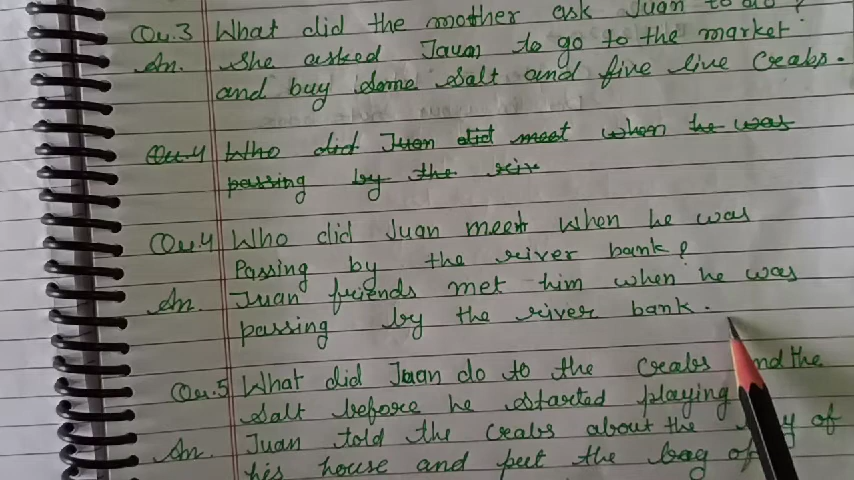 Qu.3 What did the mother ask Juan to do?
An. She asked Jaun to go to the market
and buy some salt and five live Crabs.
Qu.4 Who did Juan did meet when he was
passing by the riv
Qu.4 Who did Juan meet when he was
Passing by the river bank?
An. Juan friends met him when he was
passing by the river bank.
Qu.5 What did Juan do to the Crabs and the
salt before he started playing
An. Juan told the Crabs about the of
his house and put the bag of